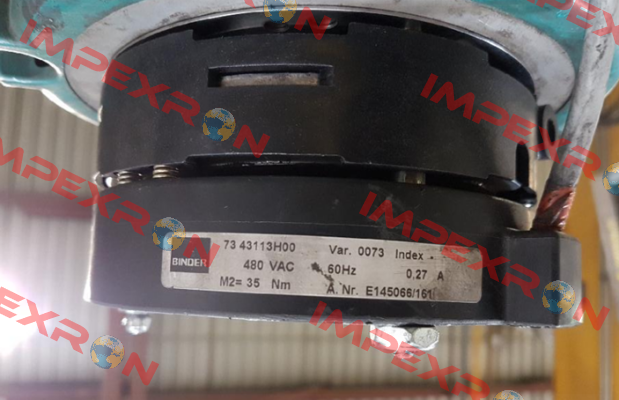 IMPEXRON
IMPEXRON
IMPEXRON
IMPEXRON
IMPEXRON
BINDER
73 43113H00 Var. 0073 Index -
480 VAC 60Hz 0,27 A
M2= 35 Nm A. Nr. E145066/161